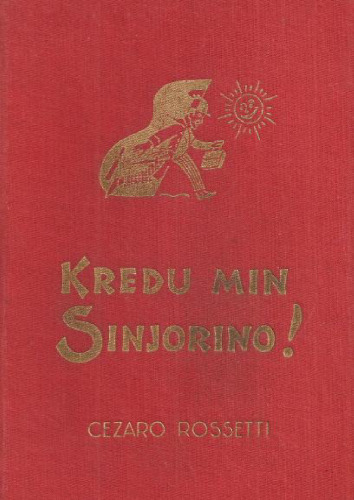 KREDU MIN
SINJORINO!
CEZARO ROSSETTI